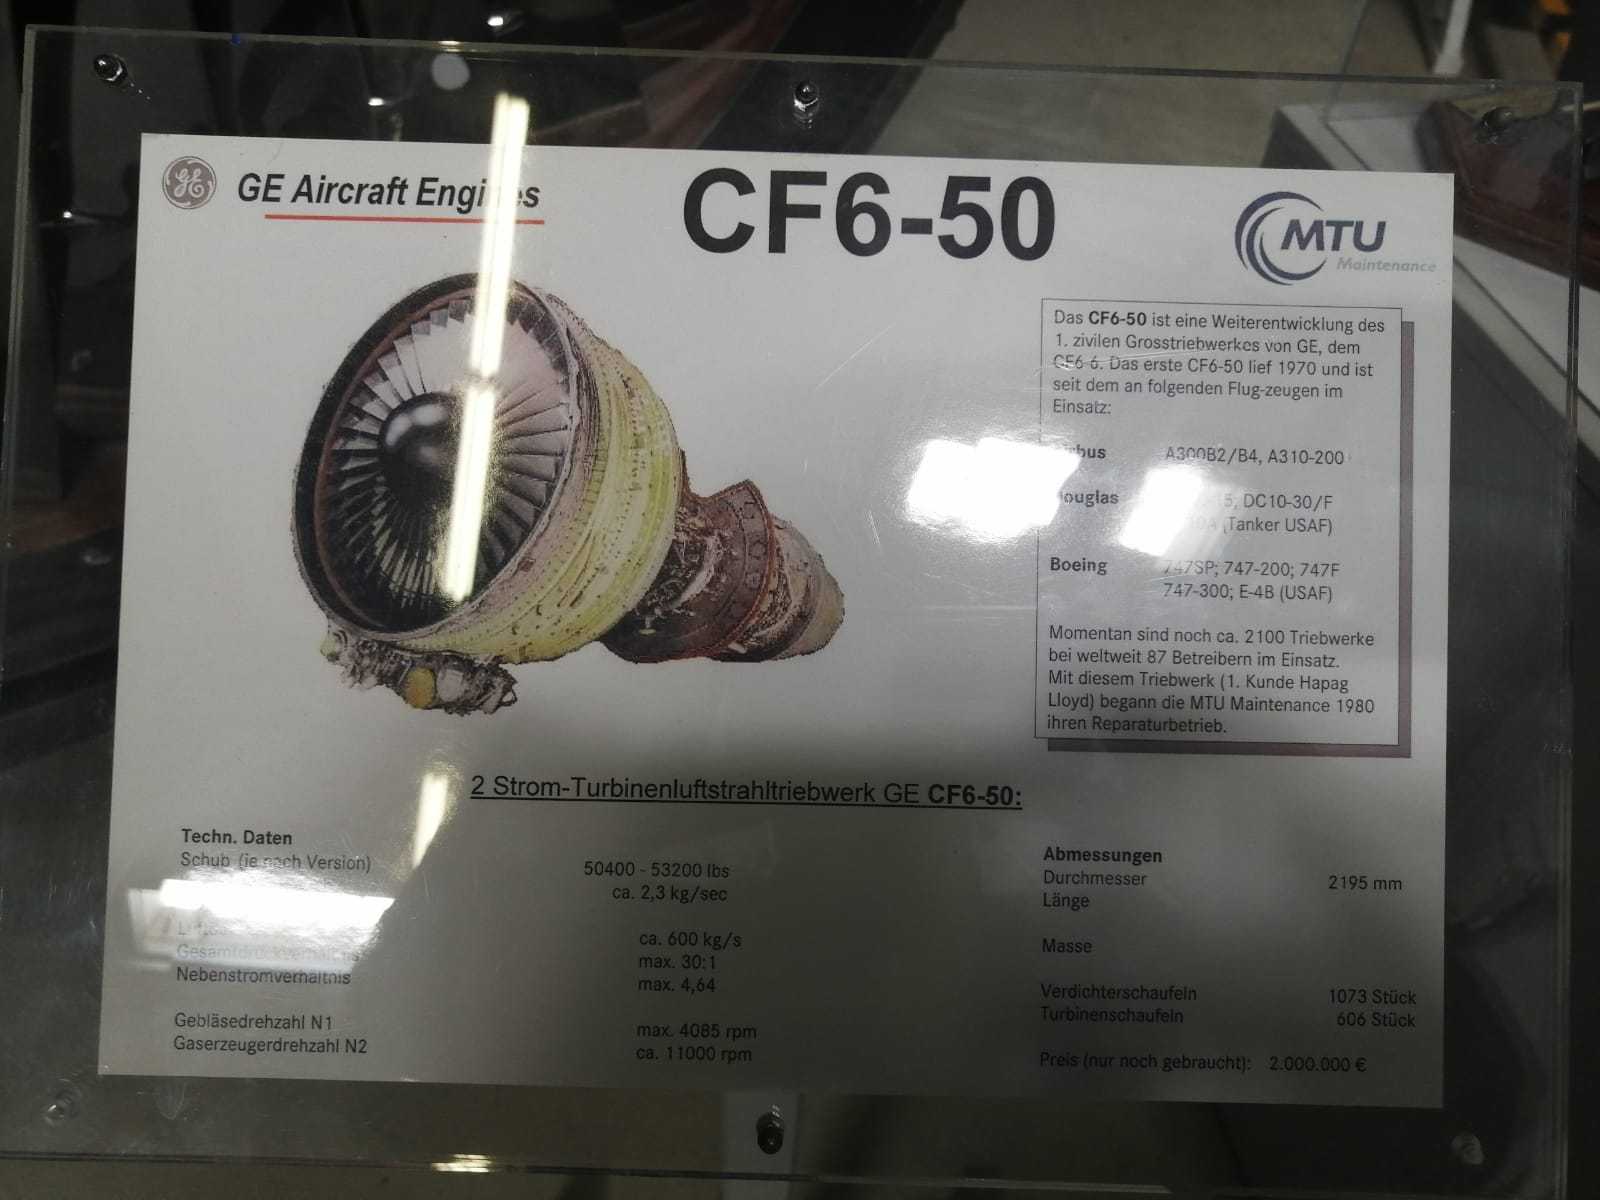 GE Aircraft Engines
CF6-50
MTU
Maintenance
Das CF6-50 ist eine Weiterentwicklung des
1. zivilen Grosstriebwerkes von GE, dem
CF6-6. Das erste CF6-50 lief 1970 und ist
seit dem an folgenden Flug-zeugen im
Einsatz:
A300B2/B4, A310-200
DC10-30/F
(Tanker USAF)
Boeing 747SP; 747-200; 747F
747-300; E-4B (USAF)
Momentan sind noch ca. 2100 Triebwerke
bei weltweit 87 Betreibern im Einsatz.
Mit diesem Triebwerk (1. Kunde Hapag
Lloyd) begann die MTU Maintenance 1980
ihren Reparaturbetrieb.
2 Strom-Turbinenluftstrahltriebwerk GE CF6-50:
Techn. Daten
Schub (je nach Version) 50400 - 53200 lbs
ca. 2,3 kg/sec
ca. 600 kg/s
Gesamtdruckverhältnis max. 30:1
Nebenstromverhältnis max. 4,64
Gebläsedrehzahl N1 max. 4085 rpm
Gaserzeugerdrehzahl N2 ca. 11000 rpm
Abmessungen
Durchmesser 2195 mm
Länge
Masse
Verdichterschaufeln 1073 Stück
Turbinenschaufeln 606 Stück
Preis (nur noch gebraucht): 2.000.000 €